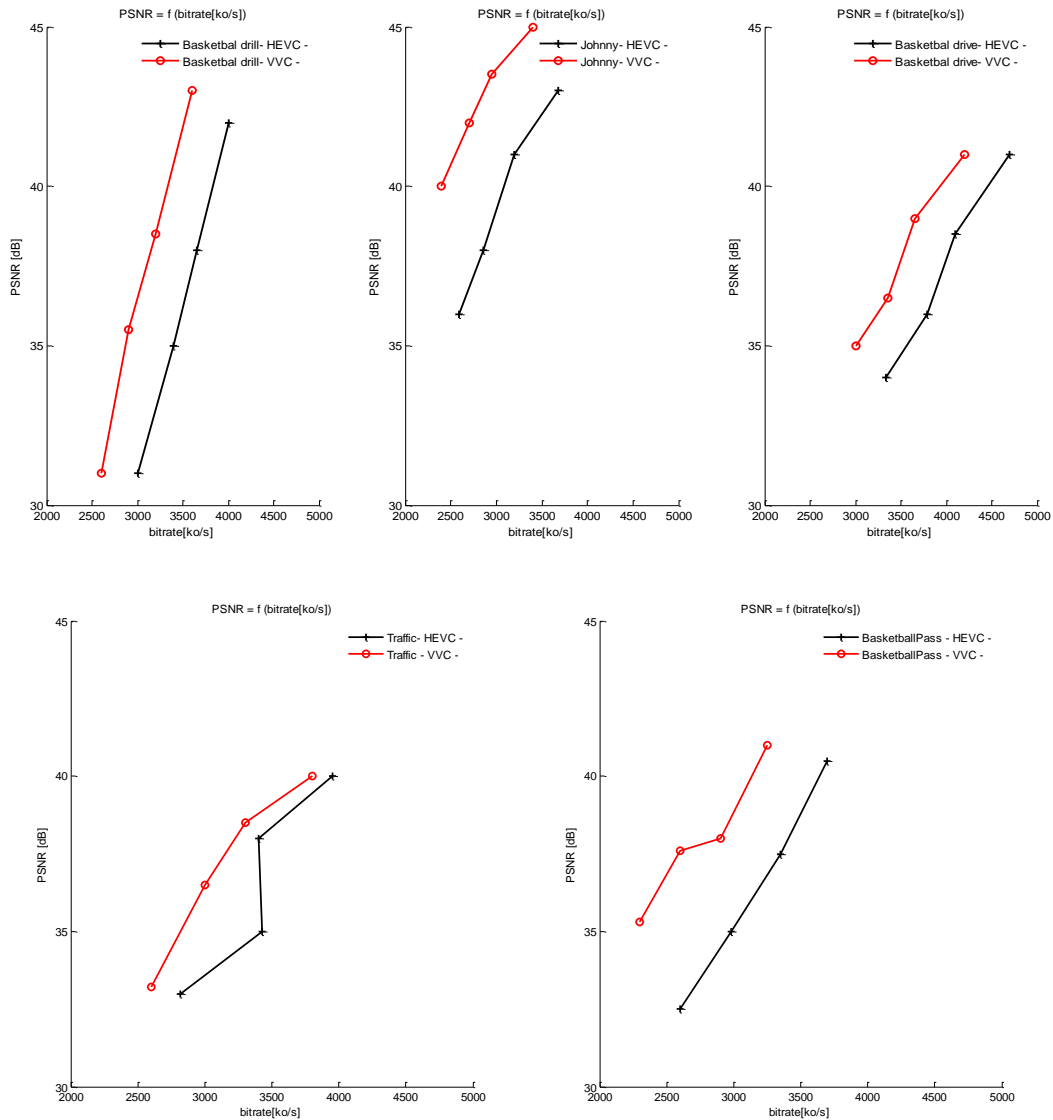 PSNR = f (bitrate[ko/s])
Basketbal drill- HEVC -
Basketbal drill- VVC -
PSNR [dB]
45
40
35
30
2000 2500 3000 3500 4000 4500 5000
bitrate[ko/s]
PSNR = f (bitrate[ko/s])
Johnny- HEVC -
Johnny- VVC -
PSNR [dB]
45
40
35
30
2000 2500 3000 3500 4000 4500 5000
bitrate[ko/s]
PSNR = f (bitrate[ko/s])
Basketbal drive- HEVC -
Basketbal drive- VVC -
PSNR [dB]
45
40
35
30
2000 2500 3000 3500 4000 4500 5000
bitrate[ko/s]
PSNR = f (bitrate[ko/s])
Traffic- HEVC -
Traffic - VVC -
PSNR [dB]
45
40
35
30
2000 2500 3000 3500 4000 4500 5000
bitrate[ko/s]
PSNR = f (bitrate[ko/s])
BasketballPass - HEVC -
BasketballPass - VVC -
PSNR [dB]
45
40
35
30
2000 2500 3000 3500 4000 4500 5000
bitrate[ko/s]